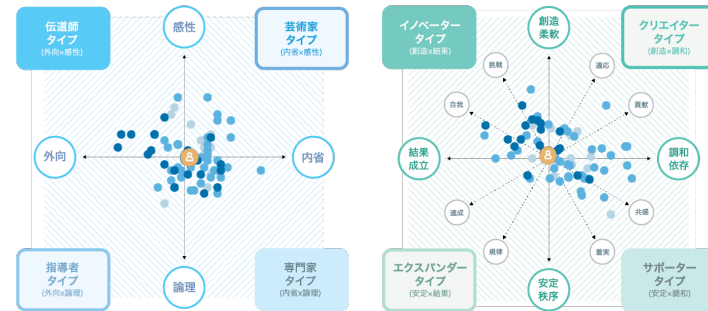 伝道師
タイプ
(外向×感性)
感性
芸術家
タイプ
(内省×感性)
外向
内省
指導者
タイプ
(外向×論理)
論理
専門家
タイプ
(内省×論理)
イノベーター
タイプ
(創造×結果)
創造
柔軟
クリエイター
タイプ
(創造×調和)
挑戦
適応
自我
貢献
結果
成立
調和
依存
達成
共感
規律
着実
エクスパンダー
タイプ
(安定×結果)
安定
秩序
サポーター
タイプ
(安定×調和)